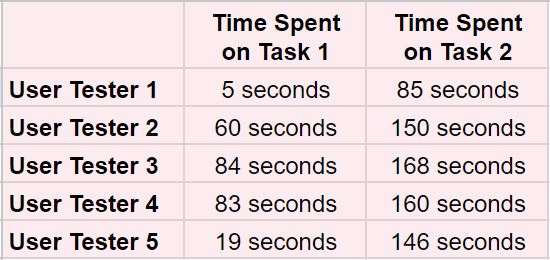 Time Spent on Task 1 Time Spent on Task 2
User Tester 1 5 seconds 85 seconds
User Tester 2 60 seconds 150 seconds
User Tester 3 84 seconds 168 seconds
User Tester 4 83 seconds 160 seconds
User Tester 5 19 seconds 146 seconds